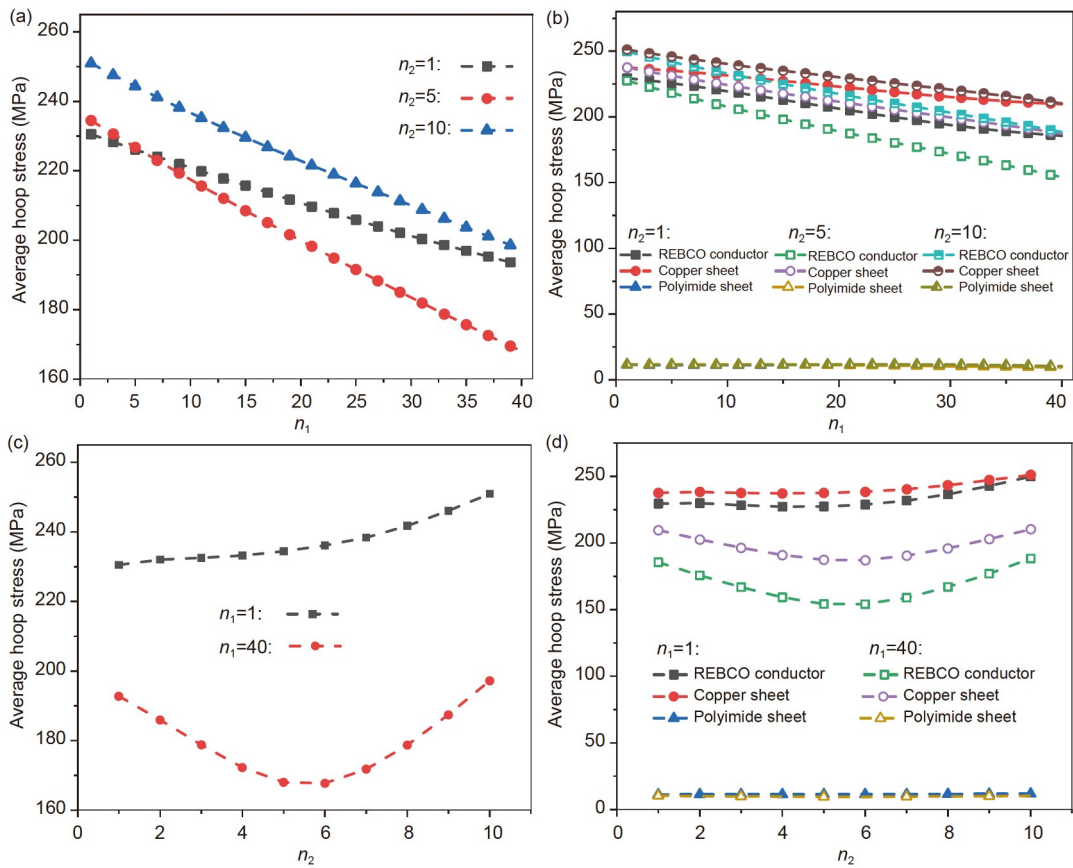 (a)
260
240
220
200
180
160
Average hoop stress (MPa)
n₂=1:
n₂=5:
n₂=10:
0 5 10 15 20 25 30 35 40
n₁
(b)
250
200
150
100
50
0
Average hoop stress (MPa)
n₂=1: n₂=5: n₂=10:
REBCO conductor REBCO conductor REBCO conductor
Copper sheet Copper sheet Copper sheet
Polyimide sheet Polyimide sheet Polyimide sheet
0 10 20 30 40
n₁
(c)
260
240
220
200
180
160
Average hoop stress (MPa)
n₁=1:
n₁=40:
0 2 4 6 8 10
n₂
(d)
250
200
150
100
50
0
Average hoop stress (MPa)
n₁=1: n₁=40:
REBCO conductor REBCO conductor
Copper sheet Copper sheet
Polyimide sheet Polyimide sheet
0 2 4 6 8 10
n₂